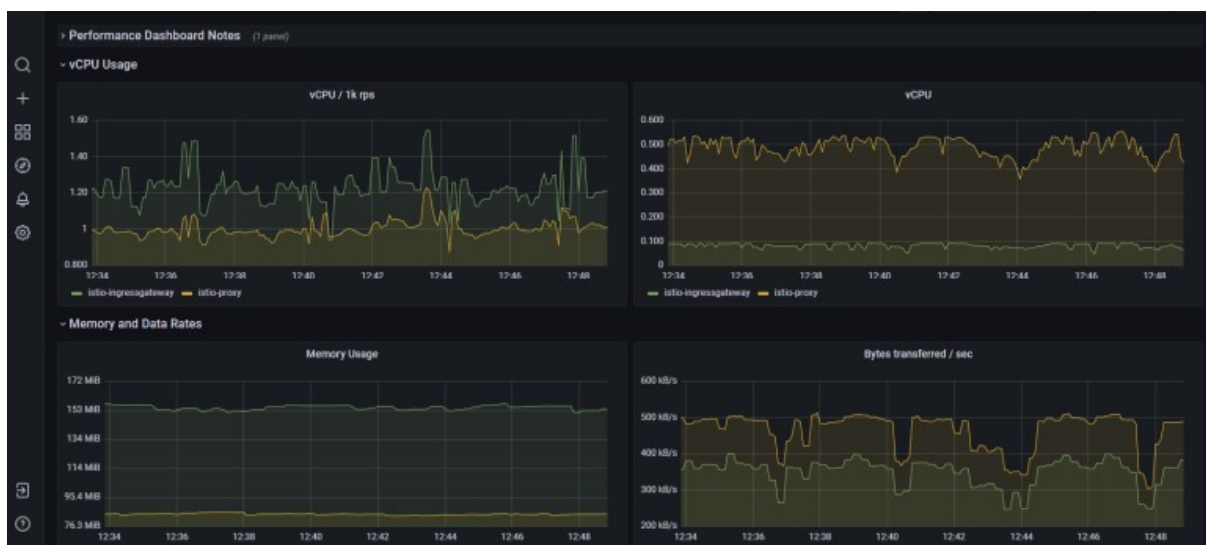 Performance Dashboard Notes (1 panel)
vCPU Usage
vCPU / 1k rps
1.60
1.40
1.20
1
0.800
12:34 12:36 12:38 12:40 12:42 12:44 12:46 12:48
istio-ingressgateway istio-proxy
vCPU
0.600
0.500
0.400
0.300
0.200
0.100
0
12:34 12:36 12:38 12:40 12:42 12:44 12:46 12:48
istio-ingressgateway istio-proxy
Memory and Data Rates
Memory Usage
172 MiB
153 MiB
134 MiB
114 MiB
95.4 MiB
76.3 MiB
12:34 12:36 12:38 12:40 12:42 12:44 12:46 12:48
Bytes transferred / sec
600 kB/s
500 kB/s
400 kB/s
300 kB/s
200 kB/s
12:34 12:36 12:38 12:40 12:42 12:44 12:46 12:48